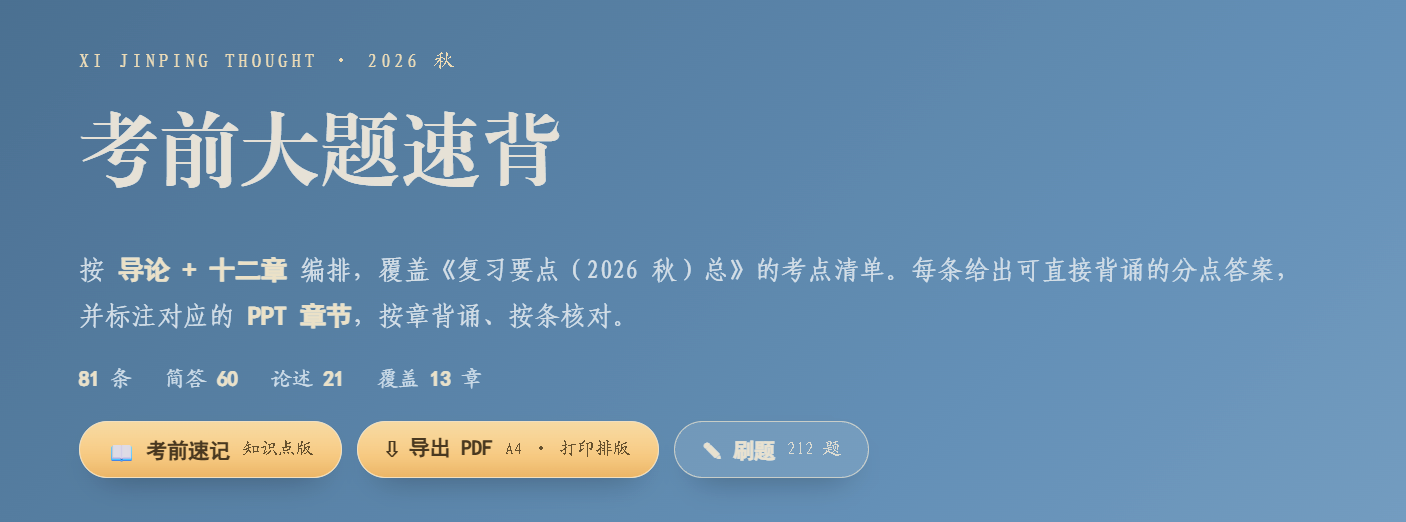 XI JINPING THOUGHT · 2026 秋
考前大题速背
按 导论 + 十二章 编排，覆盖《复习要点（2026 秋）总》的考点清单。每条给出可直接背诵的分点答案，
并标注对应的 PPT 章节，按章背诵、按条核对。
81 条 简答 60 论述 21 覆盖 13 章
📖 考前速记 知识点版 ⇩ 导出 PDF A4 · 打印排版 ✎ 刷题 212 题